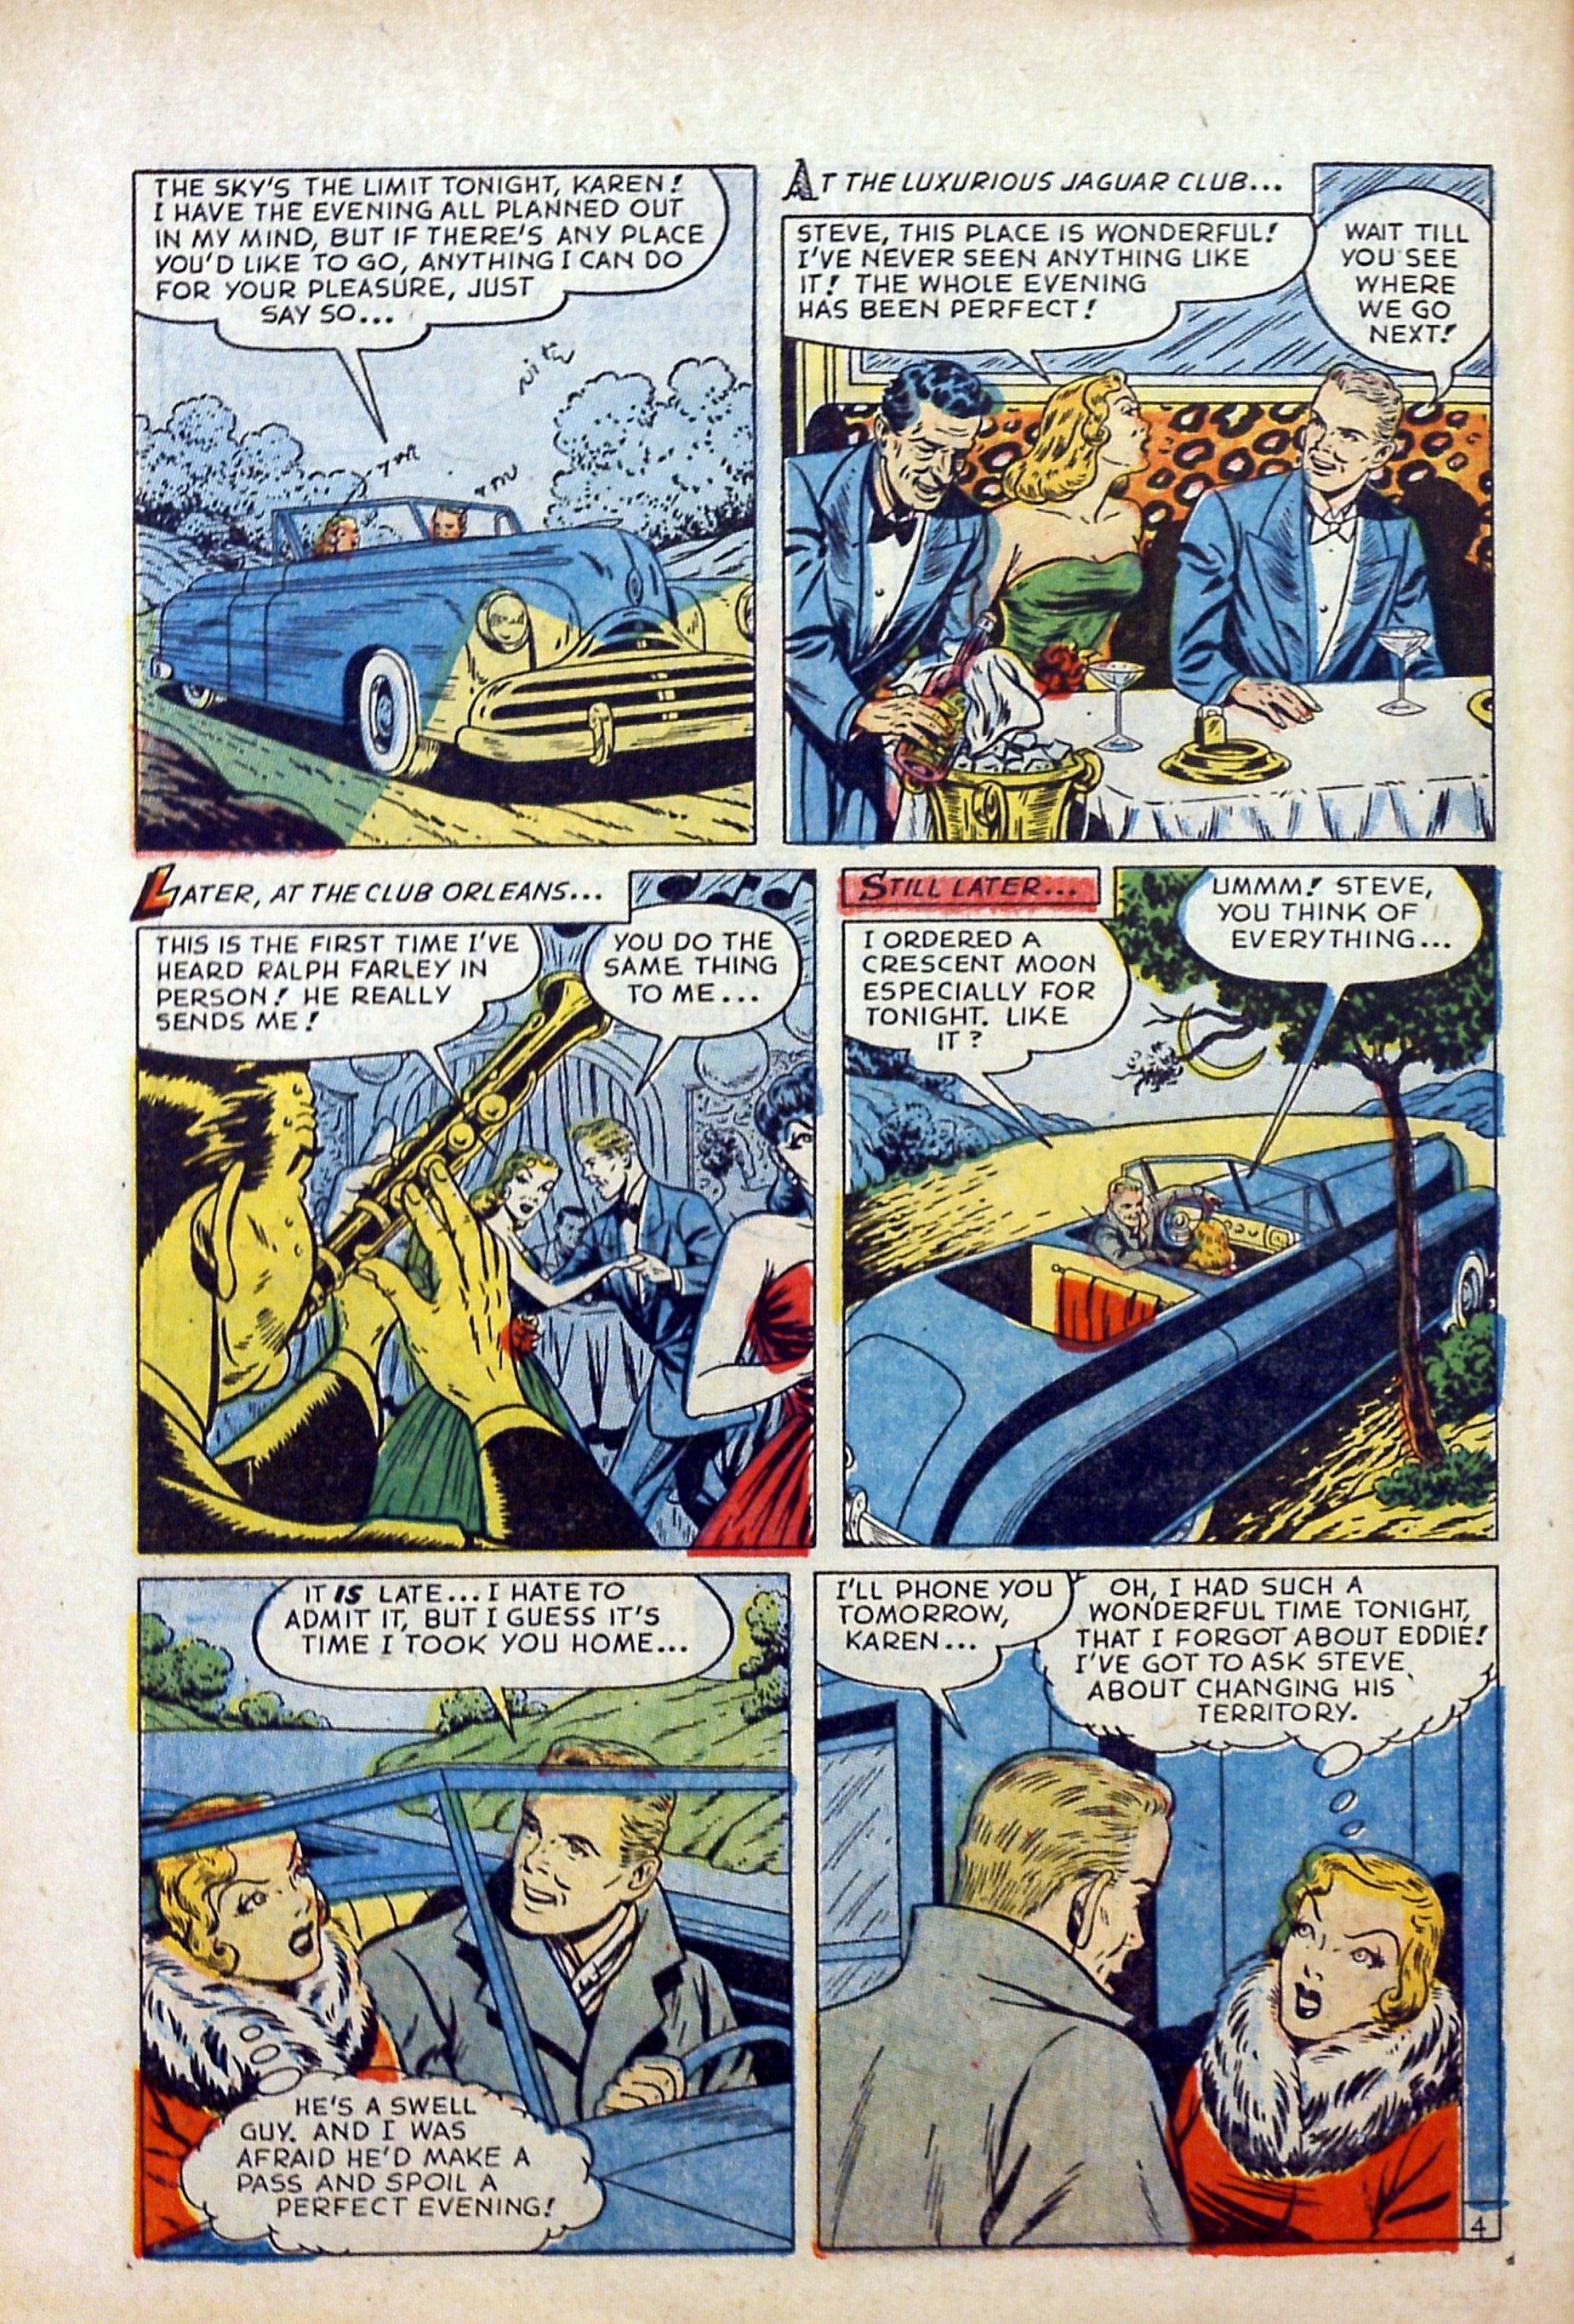 THE SKY'S THE LIMIT TONIGHT, KAREN!
I HAVE THE EVENING ALL PLANNED OUT
IN MY MIND, BUT IF THERE'S ANY PLACE
YOU'D LIKE TO GO, ANYTHING I CAN DO
FOR YOUR PLEASURE, JUST
SAY SO...
AT THE LUXURIOUS JAGUAR CLUB...
STEVE, THIS PLACE IS WONDERFUL!
I'VE NEVER SEEN ANYTHING LIKE
IT! THE WHOLE EVENING
HAS BEEN PERFECT!
WAIT TILL
YOU SEE
WHERE
WE GO
NEXT!
LATER, AT THE CLUB ORLEANS...
THIS IS THE FIRST TIME I'VE
HEARD RALPH FARLEY IN
PERSON! HE REALLY
SENDS ME!
YOU DO THE
SAME THING
TO ME...
STILL LATER...
I ORDERED A
CRESCENT MOON
ESPECIALLY FOR
TONIGHT. LIKE
IT?
UMMM! STEVE,
YOU THINK OF
EVERYTHING...
IT IS LATE... I HATE TO
ADMIT IT, BUT I GUESS IT'S
TIME I TOOK YOU HOME...
HE'S A SWELL
GUY. AND I WAS
AFRAID HE'D MAKE A
PASS AND SPOIL A
PERFECT EVENING!
I'LL PHONE YOU
TOMORROW,
KAREN...
OH, I HAD SUCH A
WONDERFUL TIME TONIGHT,
THAT I FORGOT ABOUT EDDIE!
I'VE GOT TO ASK STEVE
ABOUT CHANGING HIS
TERRITORY.
4